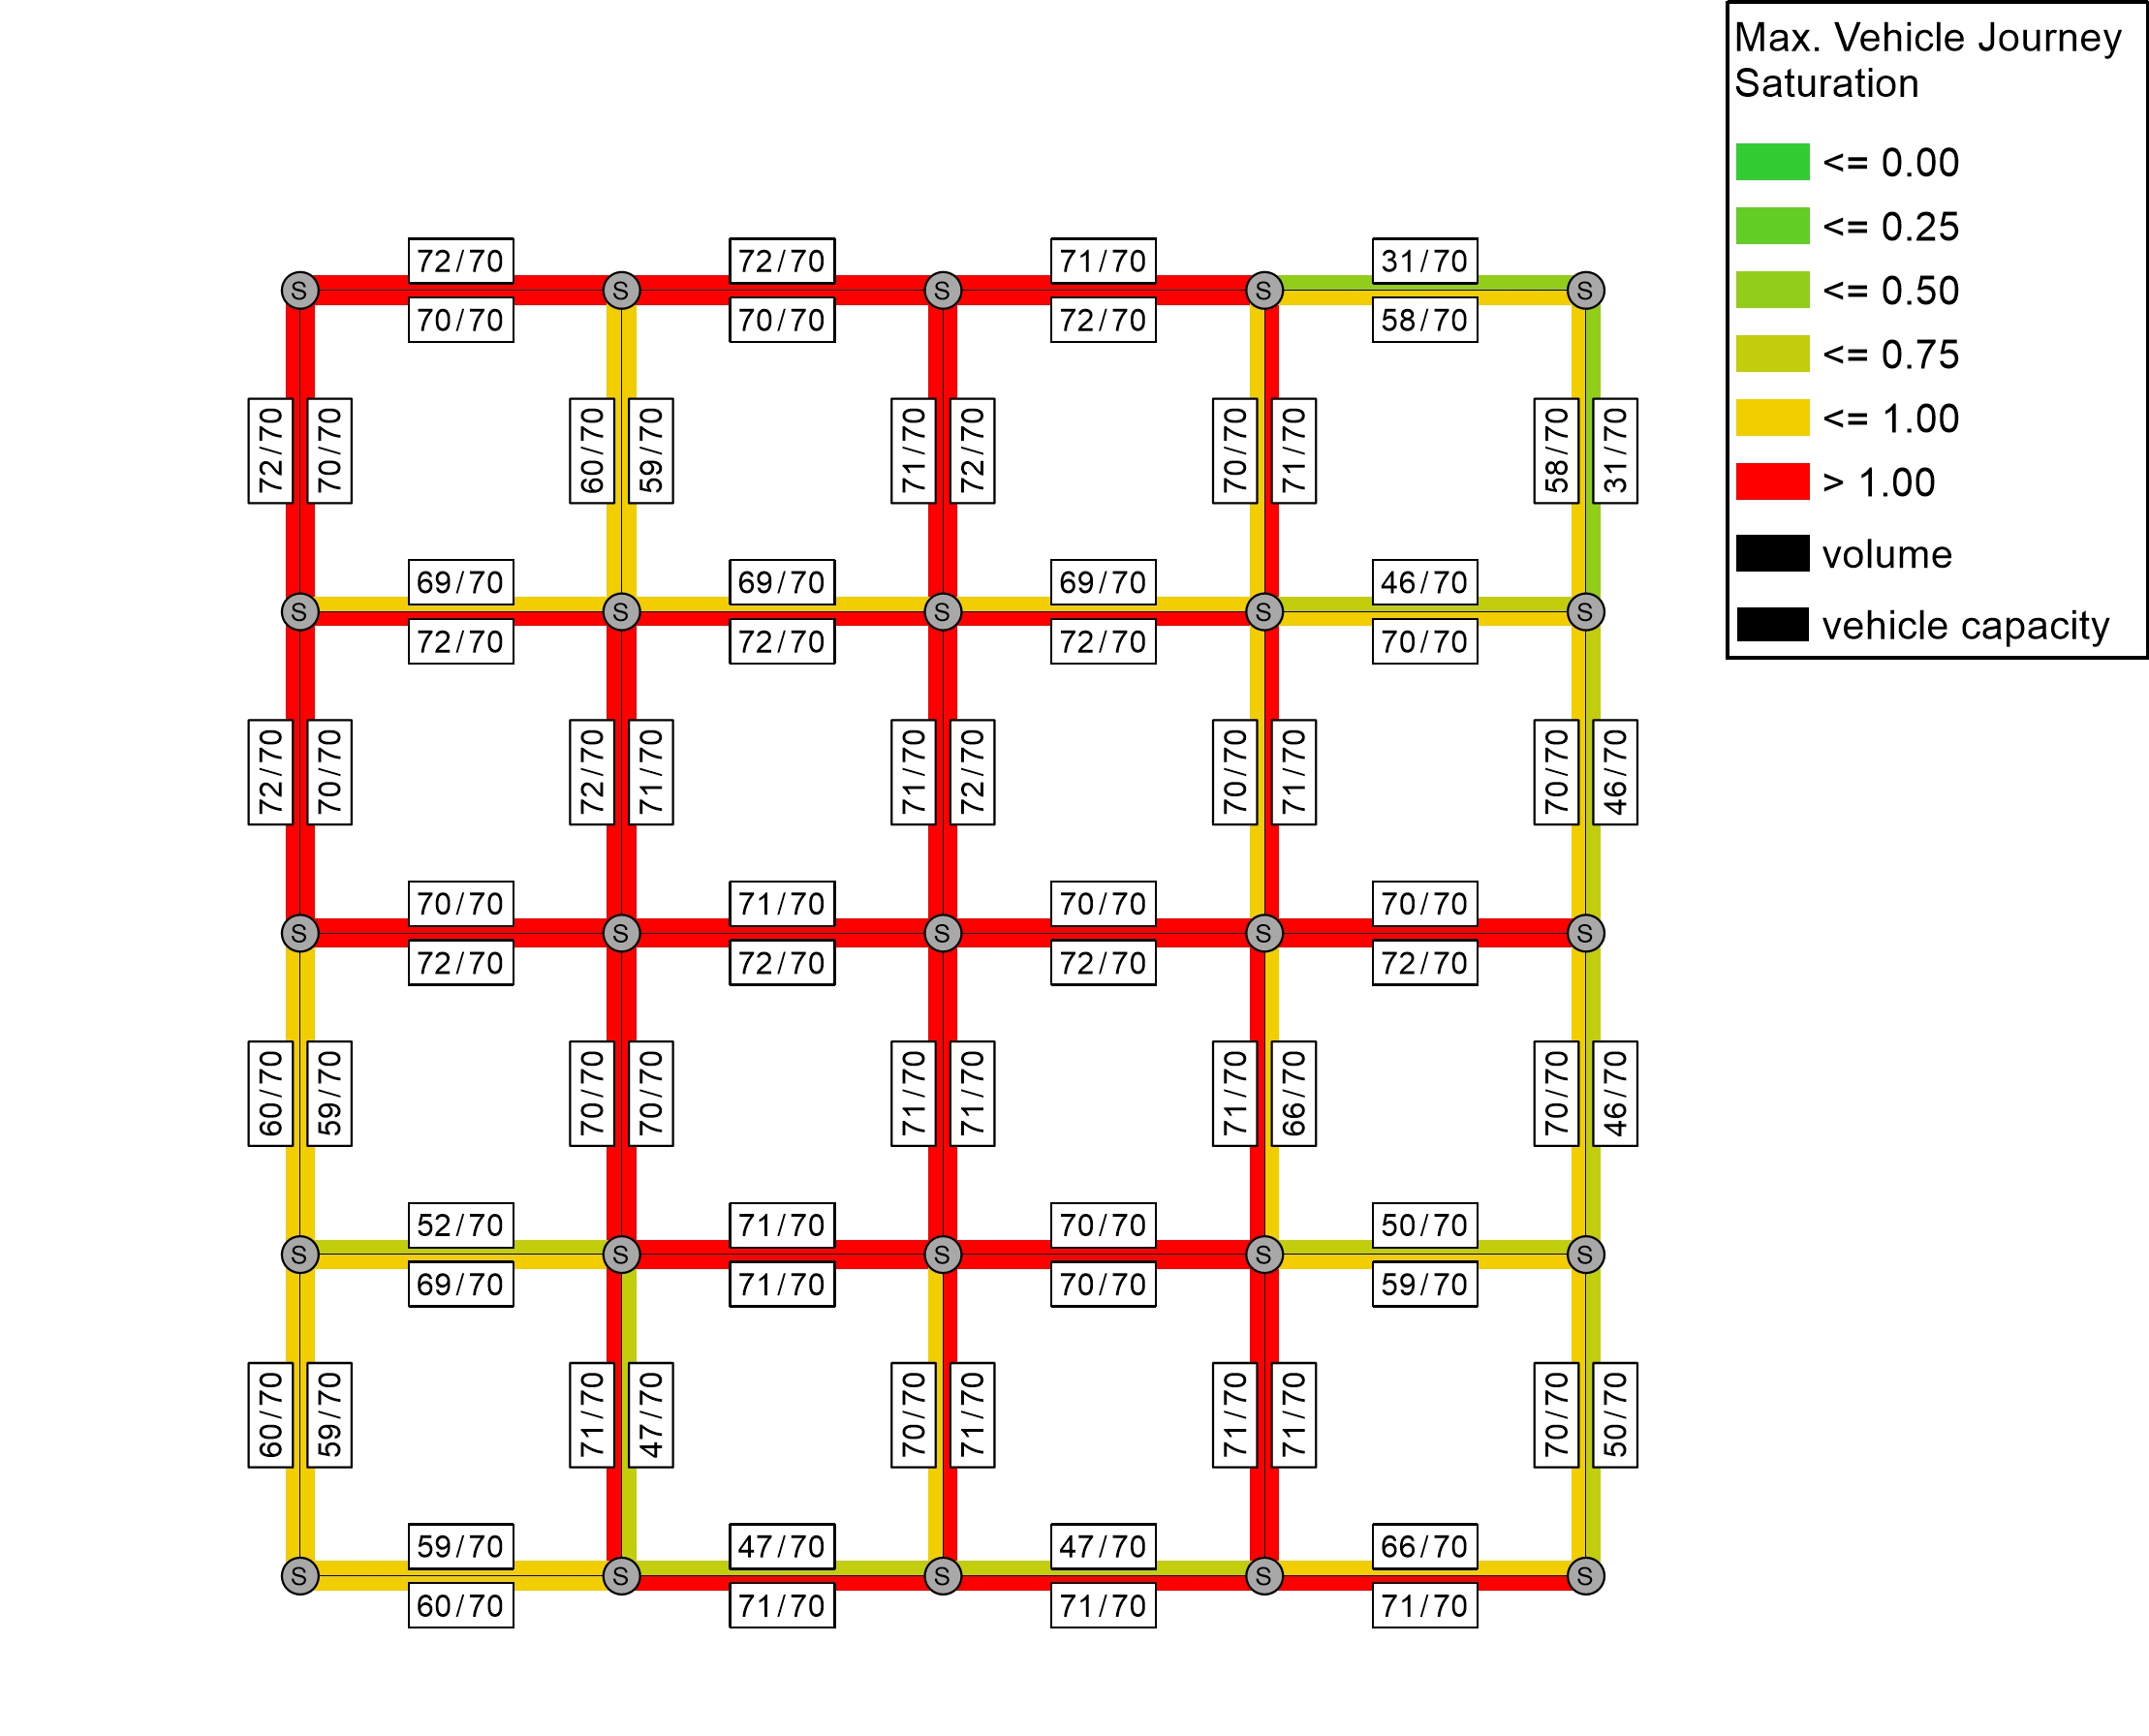 Max. Vehicle Journey
Saturation
<= 0.00
<= 0.25
<= 0.50
<= 0.75
<= 1.00
> 1.00
volume
vehicle capacity
72/70 72/70 71/70 31/70
S S S S S
70/70 70/70 72/70 58/70
72/70 70/70 60/70 59/70 71/70 72/70 70/70 71/70 58/70 31/70
69/70 69/70 69/70 46/70
S S S S S
72/70 72/70 72/70 70/70
72/70 70/70 72/70 71/70 71/70 72/70 70/70 71/70 70/70 46/70
70/70 71/70 70/70 70/70
S S S S S
72/70 72/70 72/70 72/70
60/70 59/70 70/70 70/70 71/70 71/70 71/70 66/70 70/70 46/70
52/70 71/70 70/70 50/70
S S S S S
69/70 71/70 70/70 59/70
60/70 59/70 71/70 47/70 70/70 71/70 71/70 71/70 70/70 50/70
59/70 47/70 47/70 66/70
S S S S S
60/70 71/70 71/70 71/70